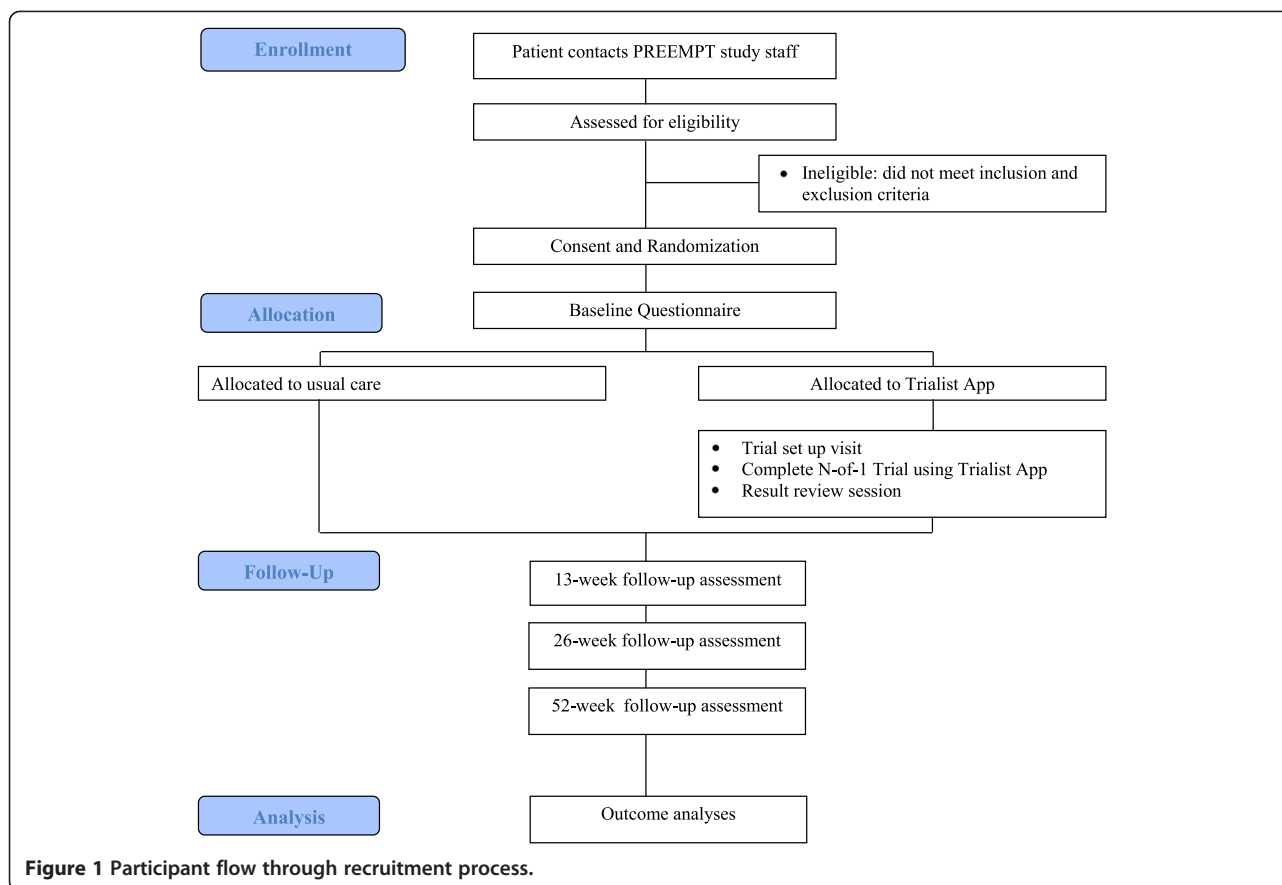 Enrollment
Patient contacts PREEMPT study staff
Assessed for eligibility
• Ineligible: did not meet inclusion and
exclusion criteria
Consent and Randomization
Allocation
Baseline Questionnaire
Allocated to usual care
Allocated to Trialist App
• Trial set up visit
• Complete N-of-1 Trial using Trialist App
• Result review session
Follow-Up
13-week follow-up assessment
26-week follow-up assessment
52-week follow-up assessment
Analysis
Outcome analyses
Figure 1 Participant flow through recruitment process.